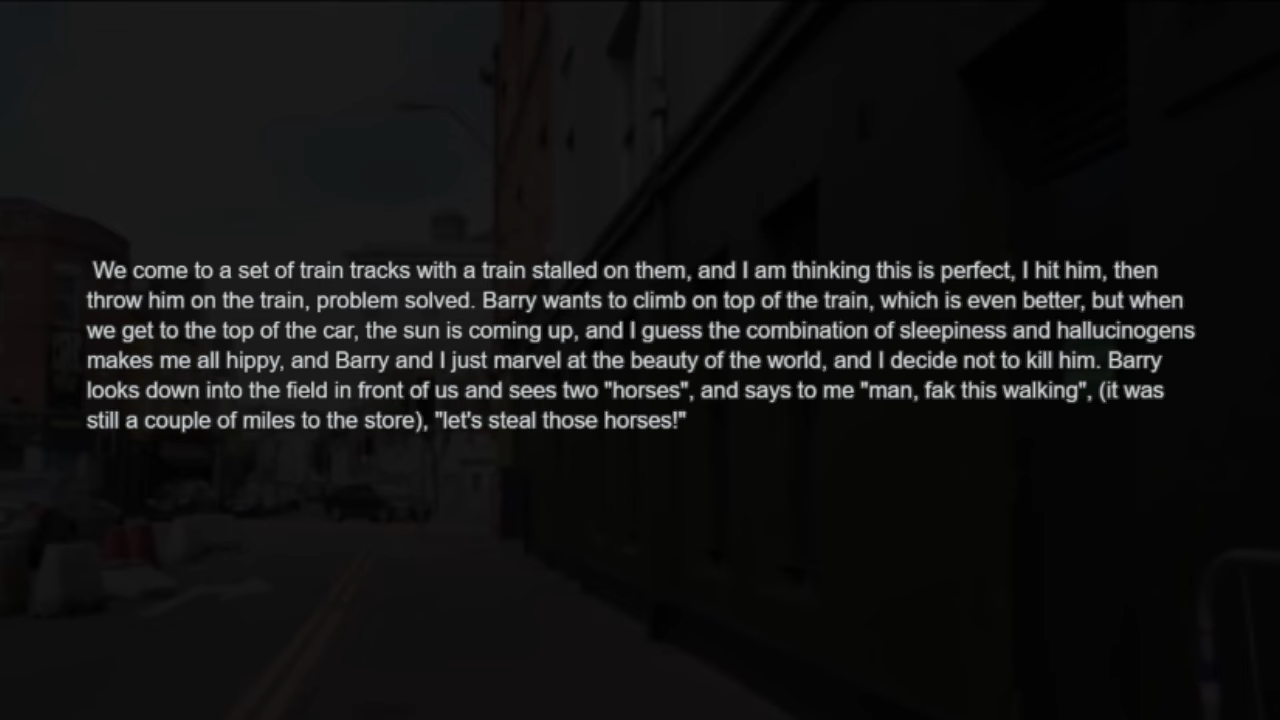 We come to a set of train tracks with a train stalled on them, and I am thinking this is perfect, I hit him, then
throw him on the train, problem solved. Barry wants to climb on top of the train, which is even better, but when
we get to the top of the car, the sun is coming up, and I guess the combination of sleepiness and hallucinogens
makes me all hippy, and Barry and I just marvel at the beauty of the world, and I decide not to kill him. Barry
looks down into the field in front of us and sees two "horses", and says to me "man, fak this walking", (it was
still a couple of miles to the store), "let's steal those horses!"